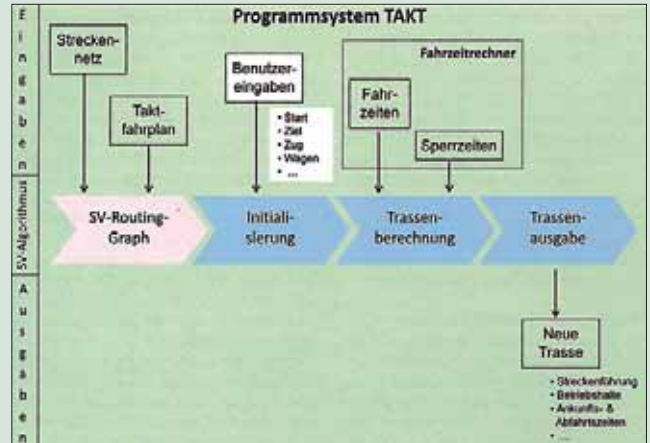 Programmsystem TAKT
Eingaben
Strecken-
netz
Takt-
fahrplan
Benutzer-
eingaben
• Start
• Ziel
• Zug
• Wagen
• ...
Fahrzeitrechner
Fahr-
zeiten
Sperrzeiten
SV-Algorithmus
SV-Routing-
Graph
Initiali-
sierung
Trassen-
berechnung
Trassen-
ausgabe
Ausgaben
Neue
Trasse
• Streckenführung
• Betriebshalte
• Ankunfts- &
Abfahrtszeiten
• ...